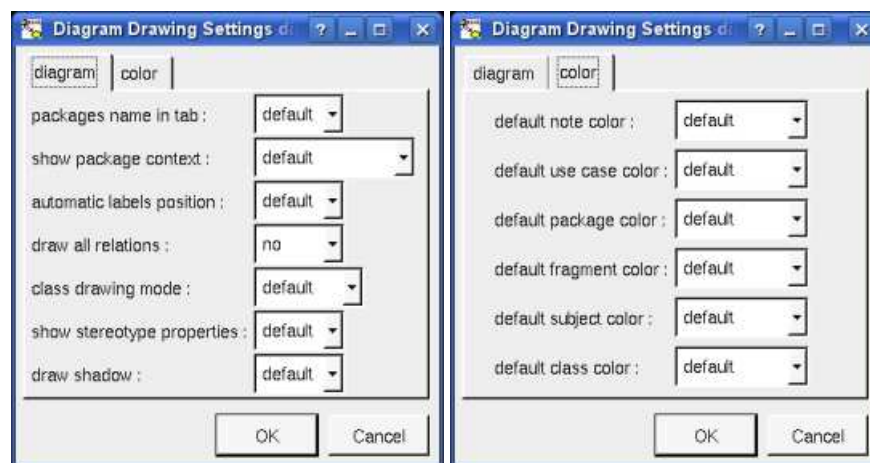 Diagram Drawing Settings
diagram
color
packages name in tab :
default
show package context :
default
automatic labels position :
default
draw all relations :
no
class drawing mode :
default
show stereotype properties :
default
draw shadow :
default
OK
Cancel
Diagram Drawing Settings
diagram
color
default note color :
default
default use case color :
default
default package color :
default
default fragment color :
default
default subject color :
default
default class color :
default
OK
Cancel